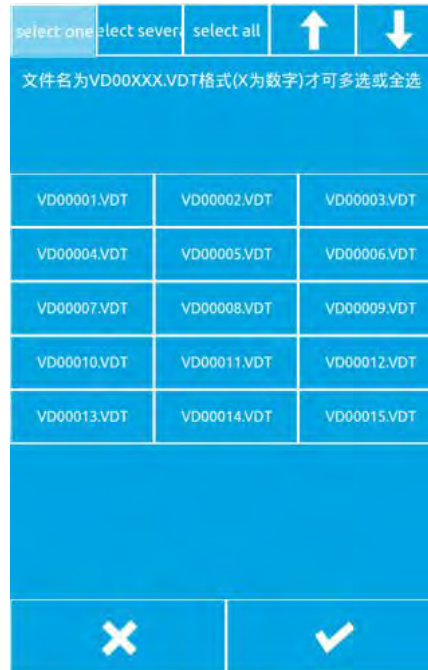 select one elect severa select all
文件名为VD00XXX.VDT格式(X为数字)才可多选或全选
VD00001.VDT VD00002.VDT VD00003.VDT
VD00004.VDT VD00005.VDT VD00006.VDT
VD00007.VDT VD00008.VDT VD00009.VDT
VD00010.VDT VD00011.VDT VD00012.VDT
VD00013.VDT VD00014.VDT VD00015.VDT